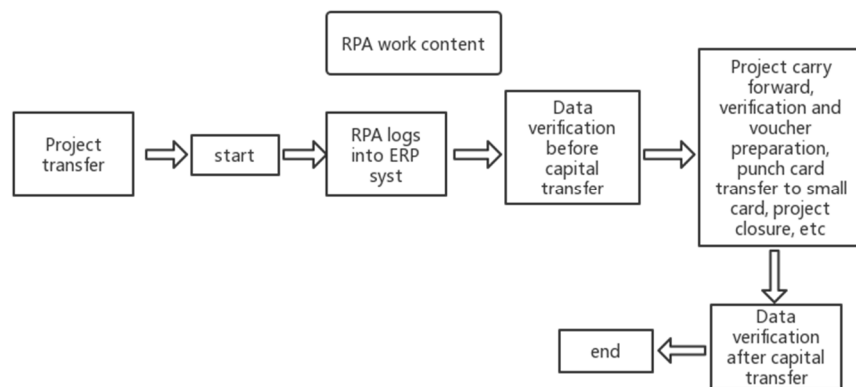 RPA work content
Project
transfer
start
RPA logs
into ERP
syst
Data
verification
before
capital
transfer
Project carry
forward,
verification and
voucher
preparation,
punch card
transfer to small
card, project
closure, etc
Data
verification
after capital
transfer
end